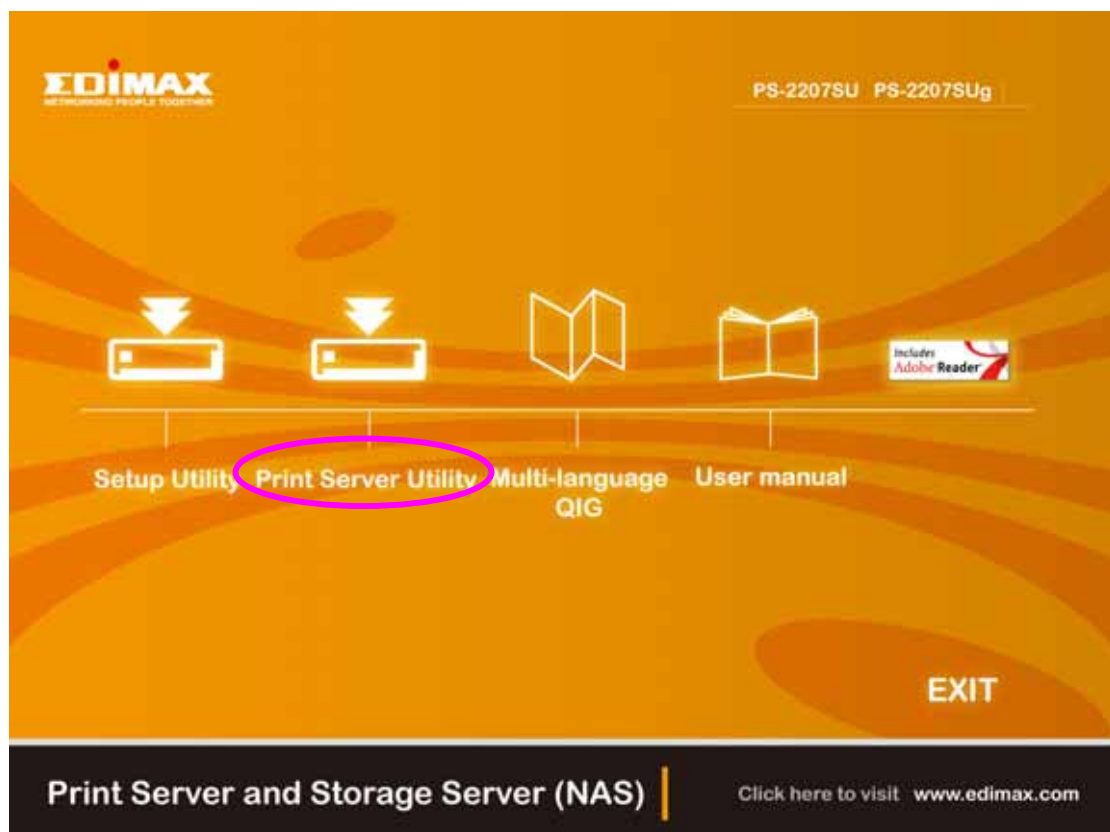 EDIMAX
NETWORKING PEOPLE TOGETHER
PS-2207SU PS-2207SUg
Includes
Adobe Reader
Setup Utility Print Server Utility Multi-language QIG User manual
EXIT
Print Server and Storage Server (NAS)
Click here to visit www.edimax.com